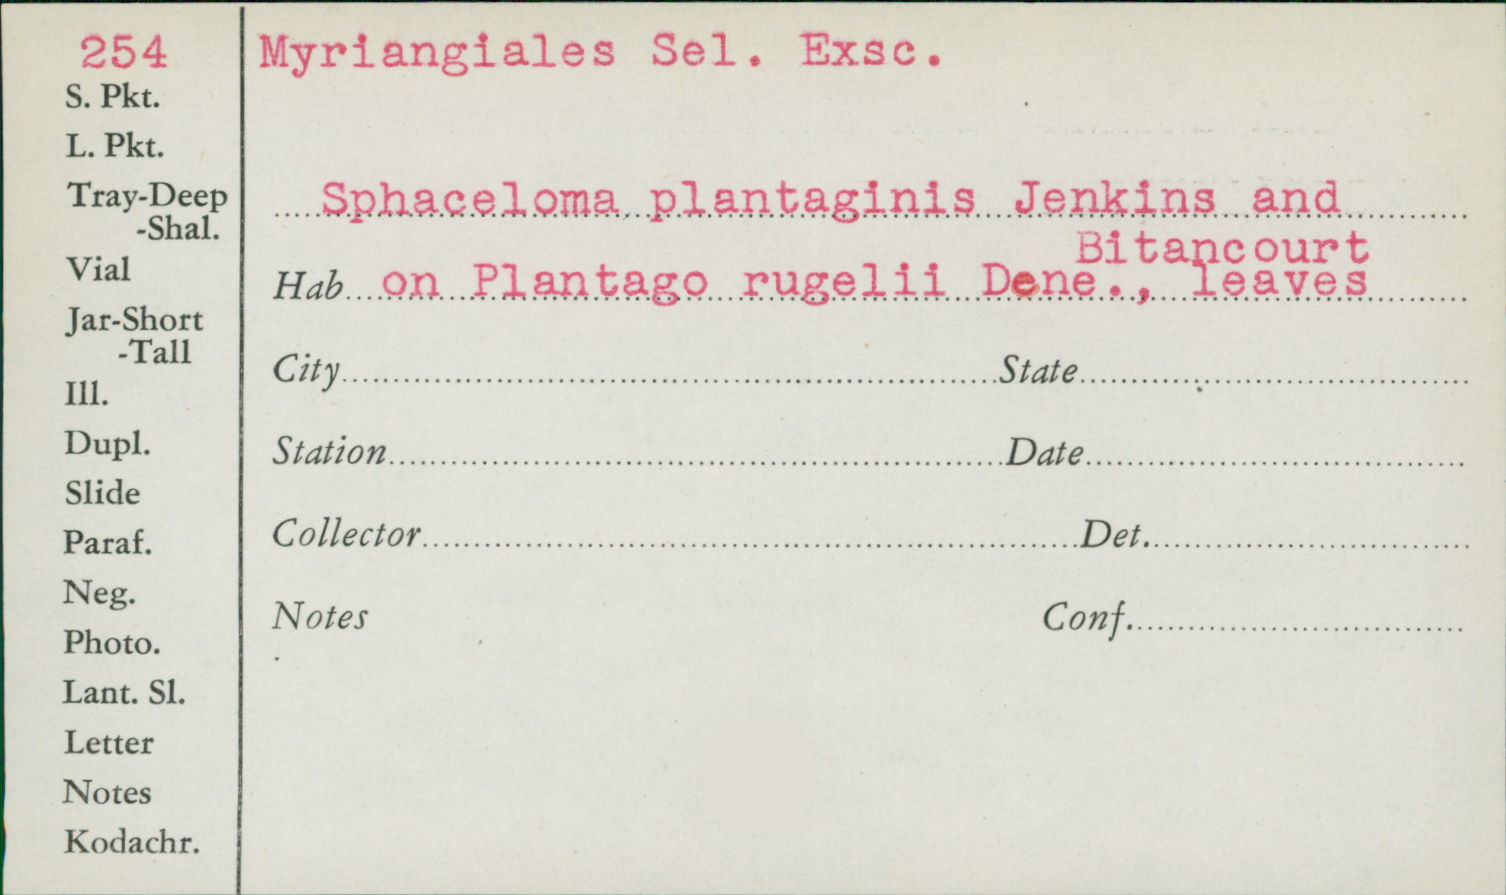 254
Myriangiales Sel. Exsc.
S. Pkt.
L. Pkt.
Tray-Deep
-Shal.
Vial
Jar-Short
-Tall
Ill.
Dupl.
Slide
Paraf.
Neg.
Photo.
Lant. Sl.
Letter
Notes
Kodachr.
Sphaceloma plantaginis Jenkins and
Bitancourt
Hab on Plantago rugelii Dene., leaves
City State
Station Date
Collector Det.
Notes Conf.